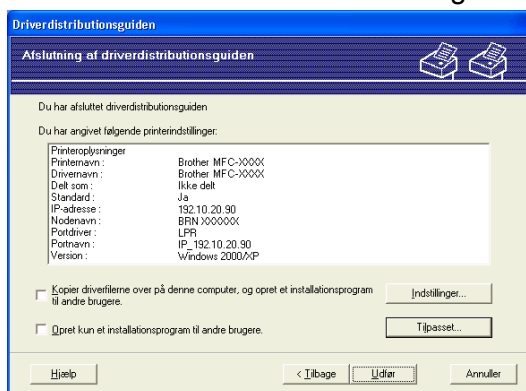 Driverdistributionsguiden
Afslutning af driverdistributionsguiden
Du har afsluttet driverdistributionsguiden
Du har angivet følgende printerindstillinger:
Printeroplysninger
Printernavn : Brother MFC-XXXX
Drivernavn : Brother MFC-XXXX
Delt som : Ikke delt
Standard : Ja
IP-adresse : 192.10.20.90
Nodenavn : BRN XXXXXX
Portdriver : LPR
Portnavn : IP_192.10.20.90
Version : Windows 2000/XP
Kopier driverfilerne over på denne computer, og opret et installationsprogram
til andre brugere.
Indstillinger...
Opret kun et installationsprogram til andre brugere.
Tilpasset...
Hjælp
< Tilbage
Udfør
Annuller